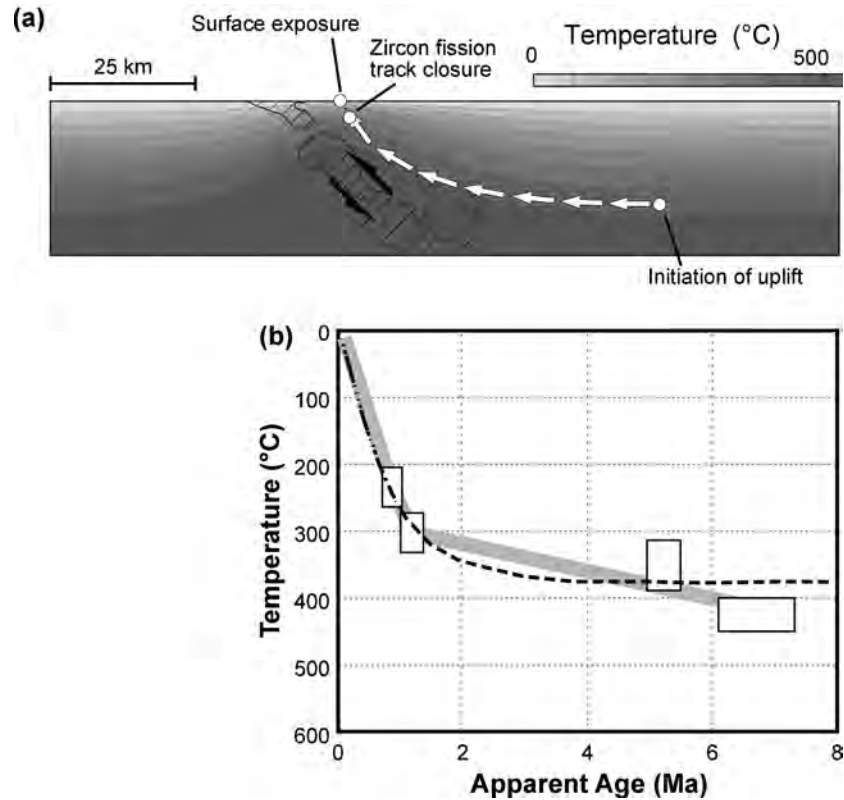 (a)
Surface exposure
Zircon fission
track closure
Temperature (°C)
0 500
25 km
Initiation of uplift
(b)
0
100
200
300
400
500
600
Temperature (°C)
0 2 4 6 8
Apparent Age (Ma)